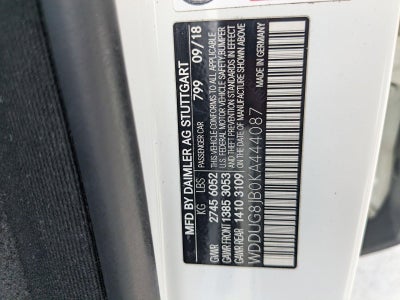 MFD BY DAIMLER AG STUTTGART
799 09/18
PASSENGER CAR
THIS VEHICLE CONFORMS TO ALL APPLICABLE
U.S. FEDERAL MOTOR VEHICLE SAFETY BUMPER
AND THEFT PREVENTION STANDARDS IN EFFECT
ON THE DATE OF MANUFACTURE SHOWN ABOVE
KG LBS
GVWR 2745 6052
GAWR FRONT 1385 3053
GAWR REAR 1410 3109
MADE IN GERMANY
WDDUG8JB0KA444087